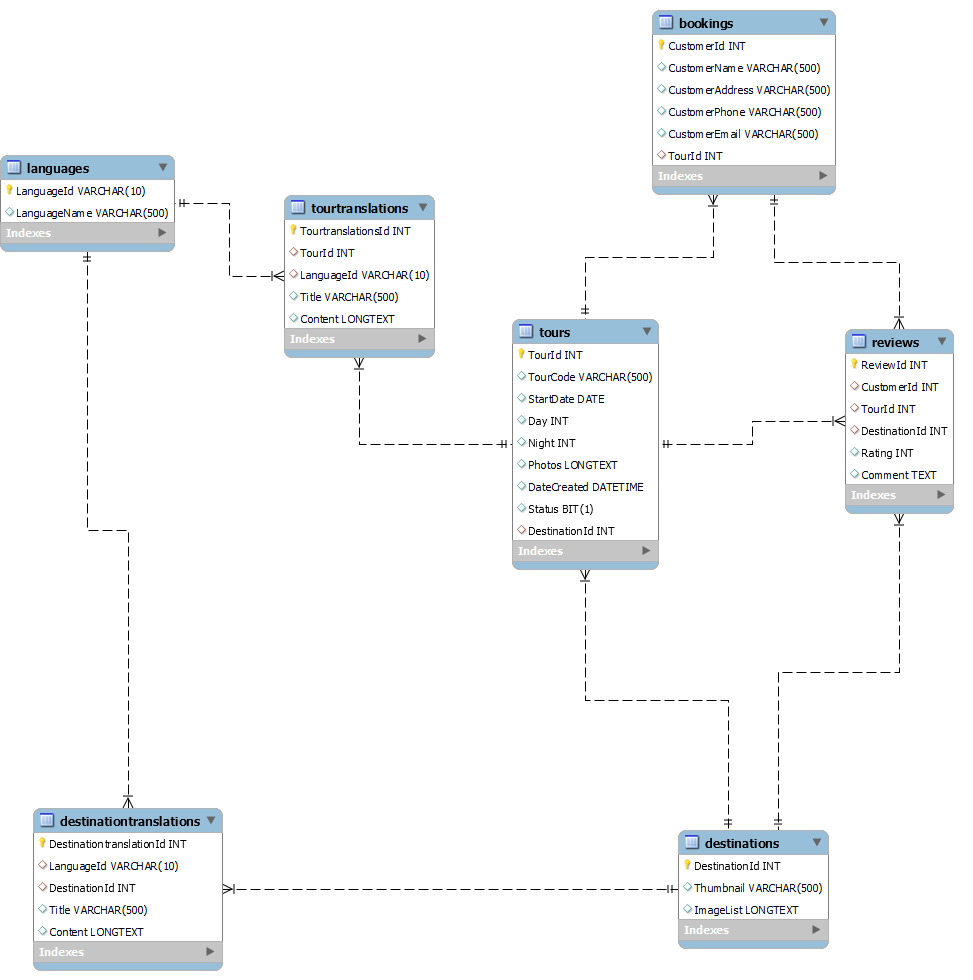 bookings
CustomerId INT
CustomerName VARCHAR(500)
CustomerAddress VARCHAR(500)
CustomerPhone VARCHAR(500)
CustomerEmail VARCHAR(500)
TourId INT
Indexes
languages
LanguageId VARCHAR(10)
LanguageName VARCHAR(500)
Indexes
tourtranslations
TourtranslationsId INT
TourId INT
LanguageId VARCHAR(10)
Title VARCHAR(500)
Content LONGTEXT
Indexes
tours
TourId INT
TourCode VARCHAR(500)
StartDate DATE
Day INT
Night INT
Photos LONGTEXT
DateCreated DATETIME
Status BIT(1)
DestinationId INT
Indexes
reviews
ReviewId INT
CustomerId INT
TourId INT
DestinationId INT
Rating INT
Comment TEXT
Indexes
destinationtranslations
DestinationtranslationId INT
LanguageId VARCHAR(10)
DestinationId INT
Title VARCHAR(500)
Content LONGTEXT
Indexes
destinations
DestinationId INT
Thumbnail VARCHAR(500)
ImageList LONGTEXT
Indexes